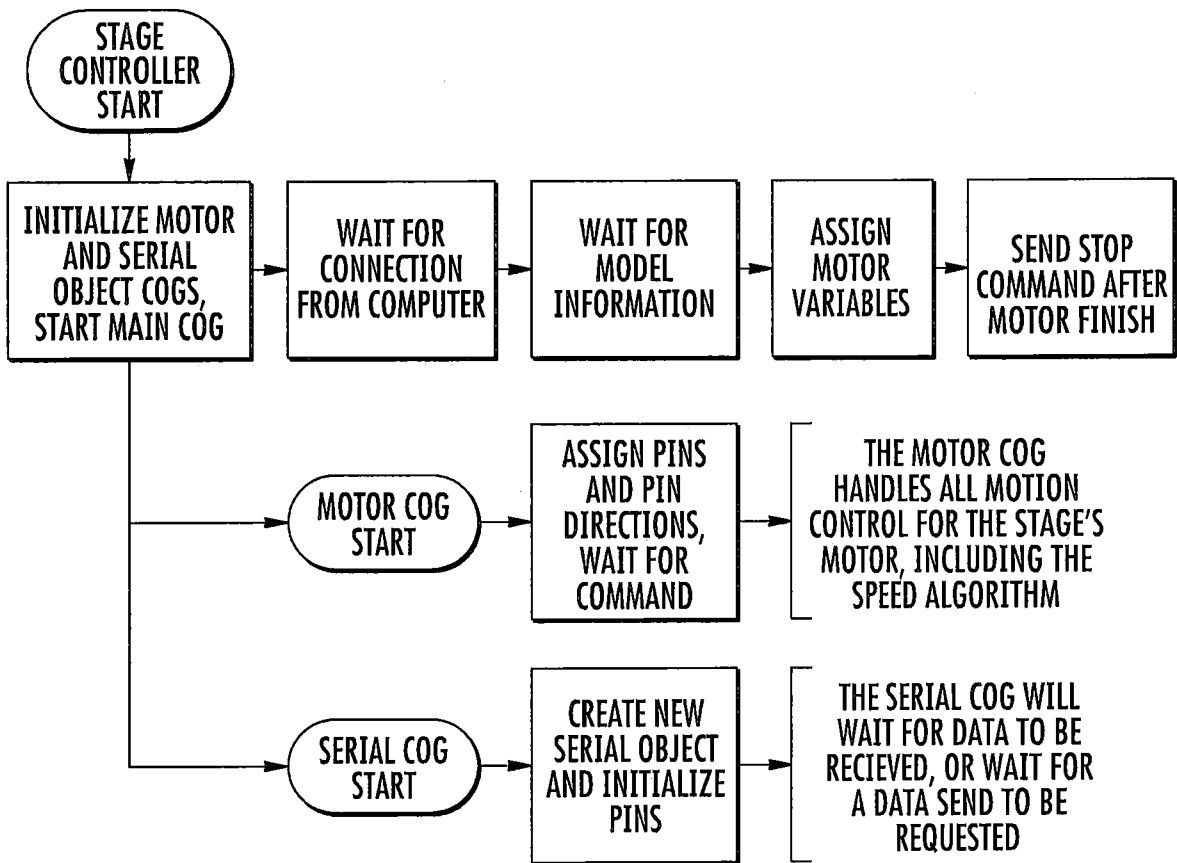 STAGE
CONTROLLER
START
INITIALIZE MOTOR
AND SERIAL
OBJECT COGS,
START MAIN COG
WAIT FOR
CONNECTION
FROM COMPUTER
WAIT FOR
MODEL
INFORMATION
ASSIGN
MOTOR
VARIABLES
SEND STOP
COMMAND AFTER
MOTOR FINISH
MOTOR COG
START
ASSIGN PINS
AND PIN
DIRECTIONS,
WAIT FOR
COMMAND
THE MOTOR COG
HANDLES ALL MOTION
CONTROL FOR THE STAGE'S
MOTOR, INCLUDING THE
SPEED ALGORITHM
SERIAL COG
START
CREATE NEW
SERIAL OBJECT
AND INITIALIZE
PINS
THE SERIAL COG WILL
WAIT FOR DATA TO BE
RECIEVED, OR WAIT FOR
A DATA SEND TO BE
REQUESTED